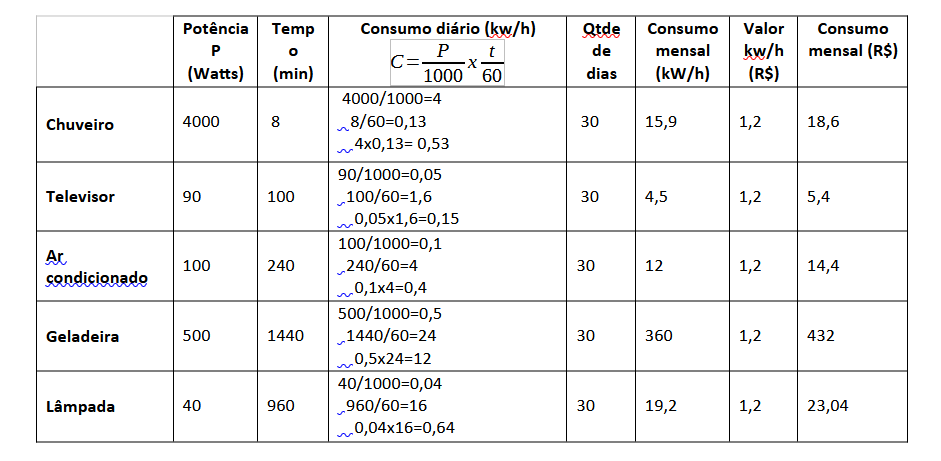 Potência P (Watts) Tempo (min) Consumo diário (kw/h) C = P/1000 x t/60 Qtde de dias Consumo mensal (kW/h) Valor kw/h (R$) Consumo mensal (R$)
Chuveiro 4000 8 4000/1000=4 8/60=0,13 4x0,13= 0,53 30 15,9 1,2 18,6
Televisor 90 100 90/1000=0,05 100/60=1,6 0,05x1,6=0,15 30 4,5 1,2 5,4
Ar condicionado 100 240 100/1000=0,1 240/60=4 0,1x4=0,4 30 12 1,2 14,4
Geladeira 500 1440 500/1000=0,5 1440/60=24 0,5x24=12 30 360 1,2 432
Lâmpada 40 960 40/1000=0,04 960/60=16 0,04x16=0,64 30 19,2 1,2 23,04